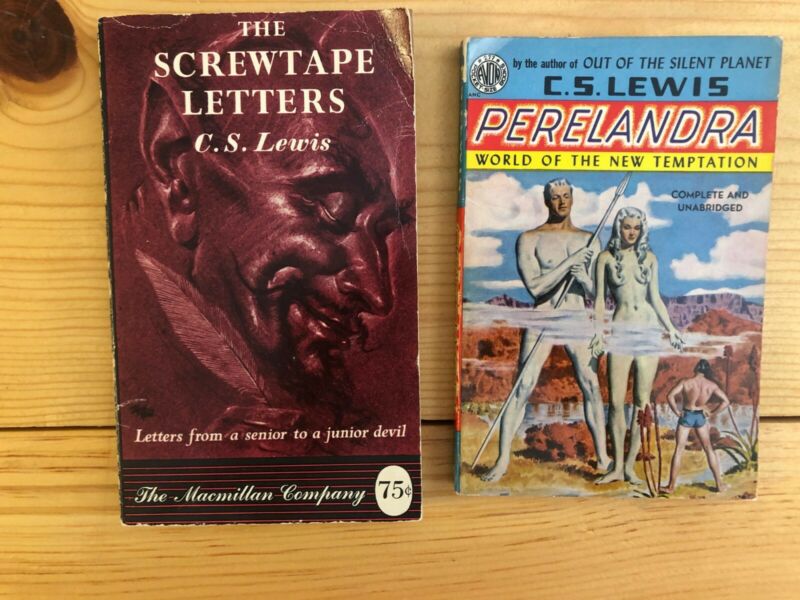 THE
SCREWTAPE
LETTERS
C. S. Lewis
Letters from a senior to a junior devil
The Macmillan Company
75¢
AVON
by the author of OUT OF THE SILENT PLANET
C.S. LEWIS
PERELANDRA
WORLD OF THE NEW TEMPTATION
COMPLETE AND
UNABRIDGED